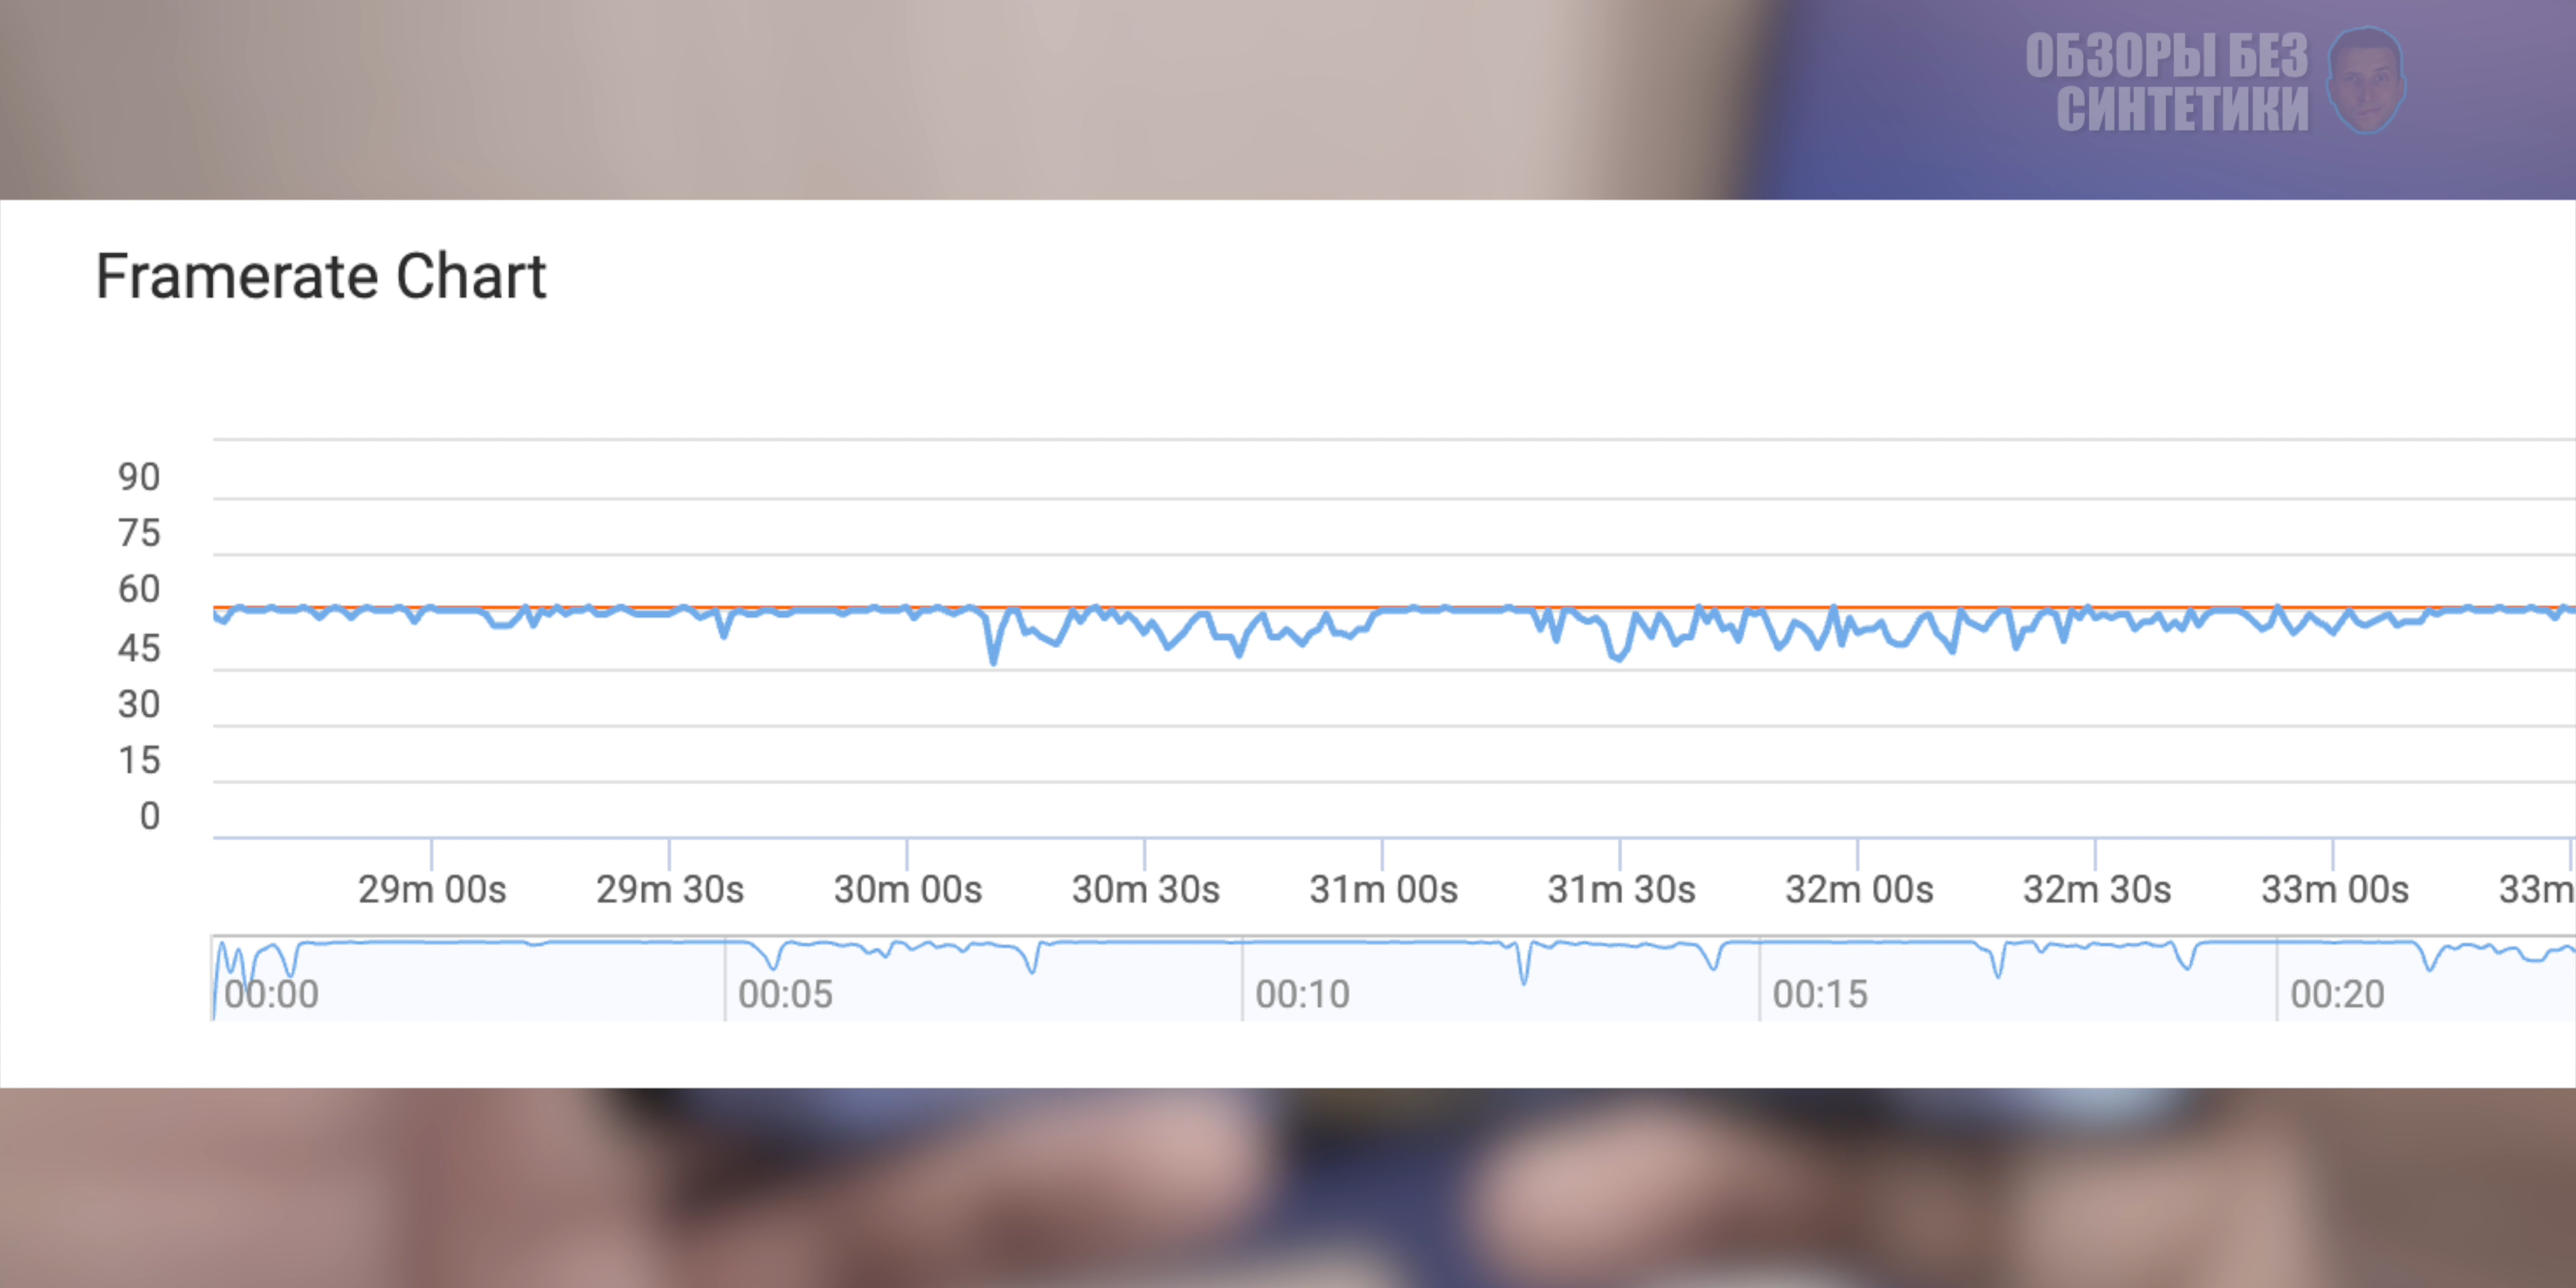 ОБЗОРЫ БЕЗ
СИНТЕТИКИ
Framerate Chart
90
75
60
45
30
15
0
29m 00s 29m 30s 30m 00s 30m 30s 31m 00s 31m 30s 32m 00s 32m 30s 33m 00s 33m
00:00 00:05 00:10 00:15 00:20